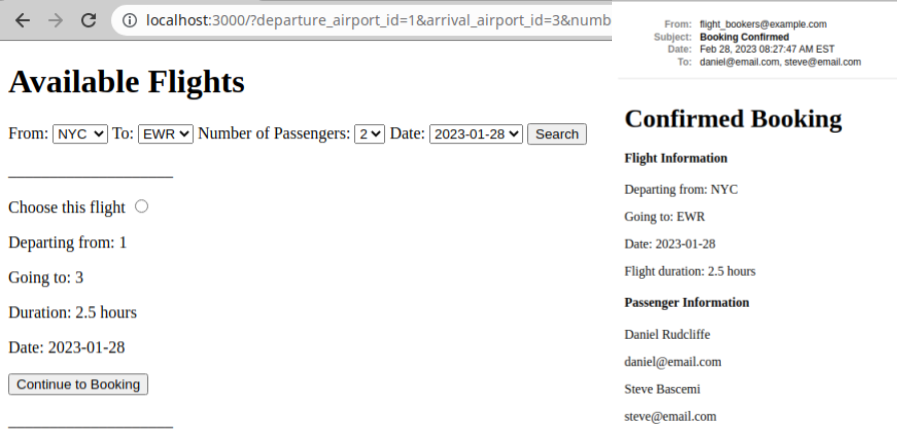 localhost:3000/?departure_airport_id=1&arrival_airport_id=3&numb
Available Flights
From: NYC To: EWR Number of Passengers: 2 Date: 2023-01-28 Search
Choose this flight
Departing from: 1
Going to: 3
Duration: 2.5 hours
Date: 2023-01-28
Continue to Booking
From: flight_bookers@example.com
Subject: Booking Confirmed
Date: Feb 28, 2023 08:27:47 AM EST
To: daniel@email.com, steve@email.com
Confirmed Booking
Flight Information
Departing from: NYC
Going to: EWR
Date: 2023-01-28
Flight duration: 2.5 hours
Passenger Information
Daniel Rudcliffe
daniel@email.com
Steve Bascemi
steve@email.com